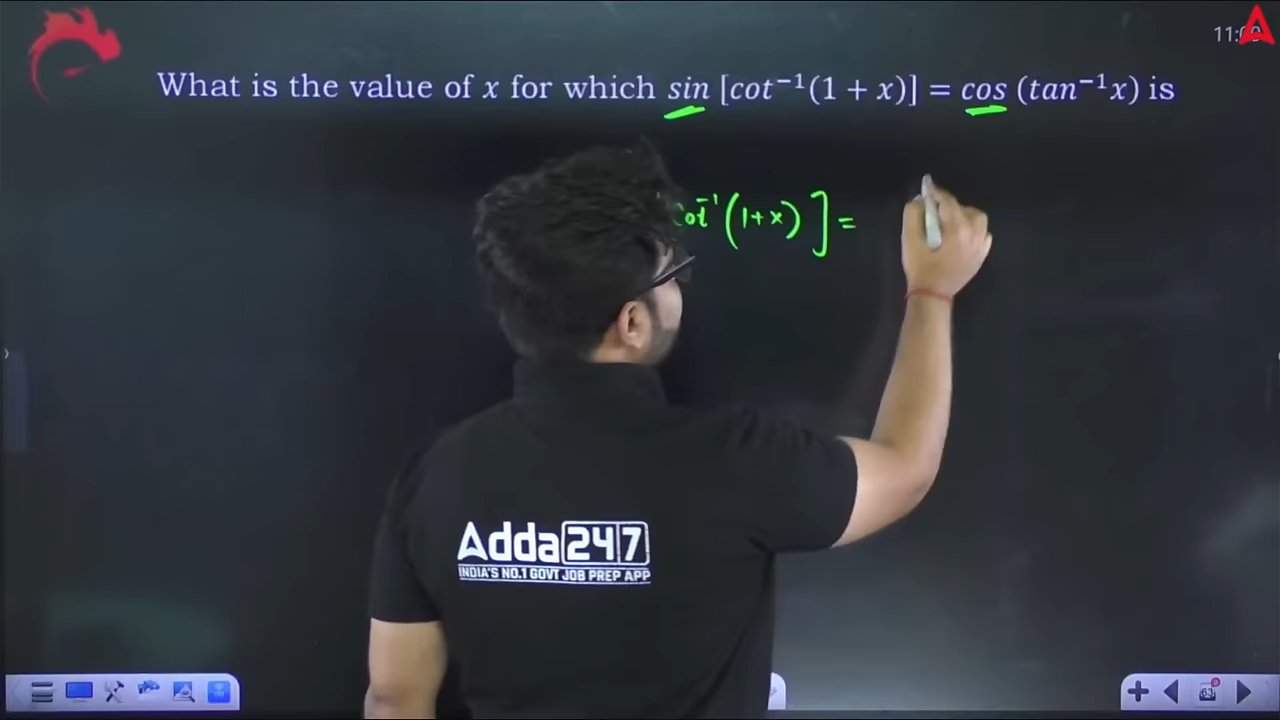 What is the value of x for which sin [cot⁻¹(1 + x)] = cos (tan⁻¹x) is
cot⁻¹(1+x)] =
Adda247
INDIA'S NO.1 GOVT JOB PREP APP